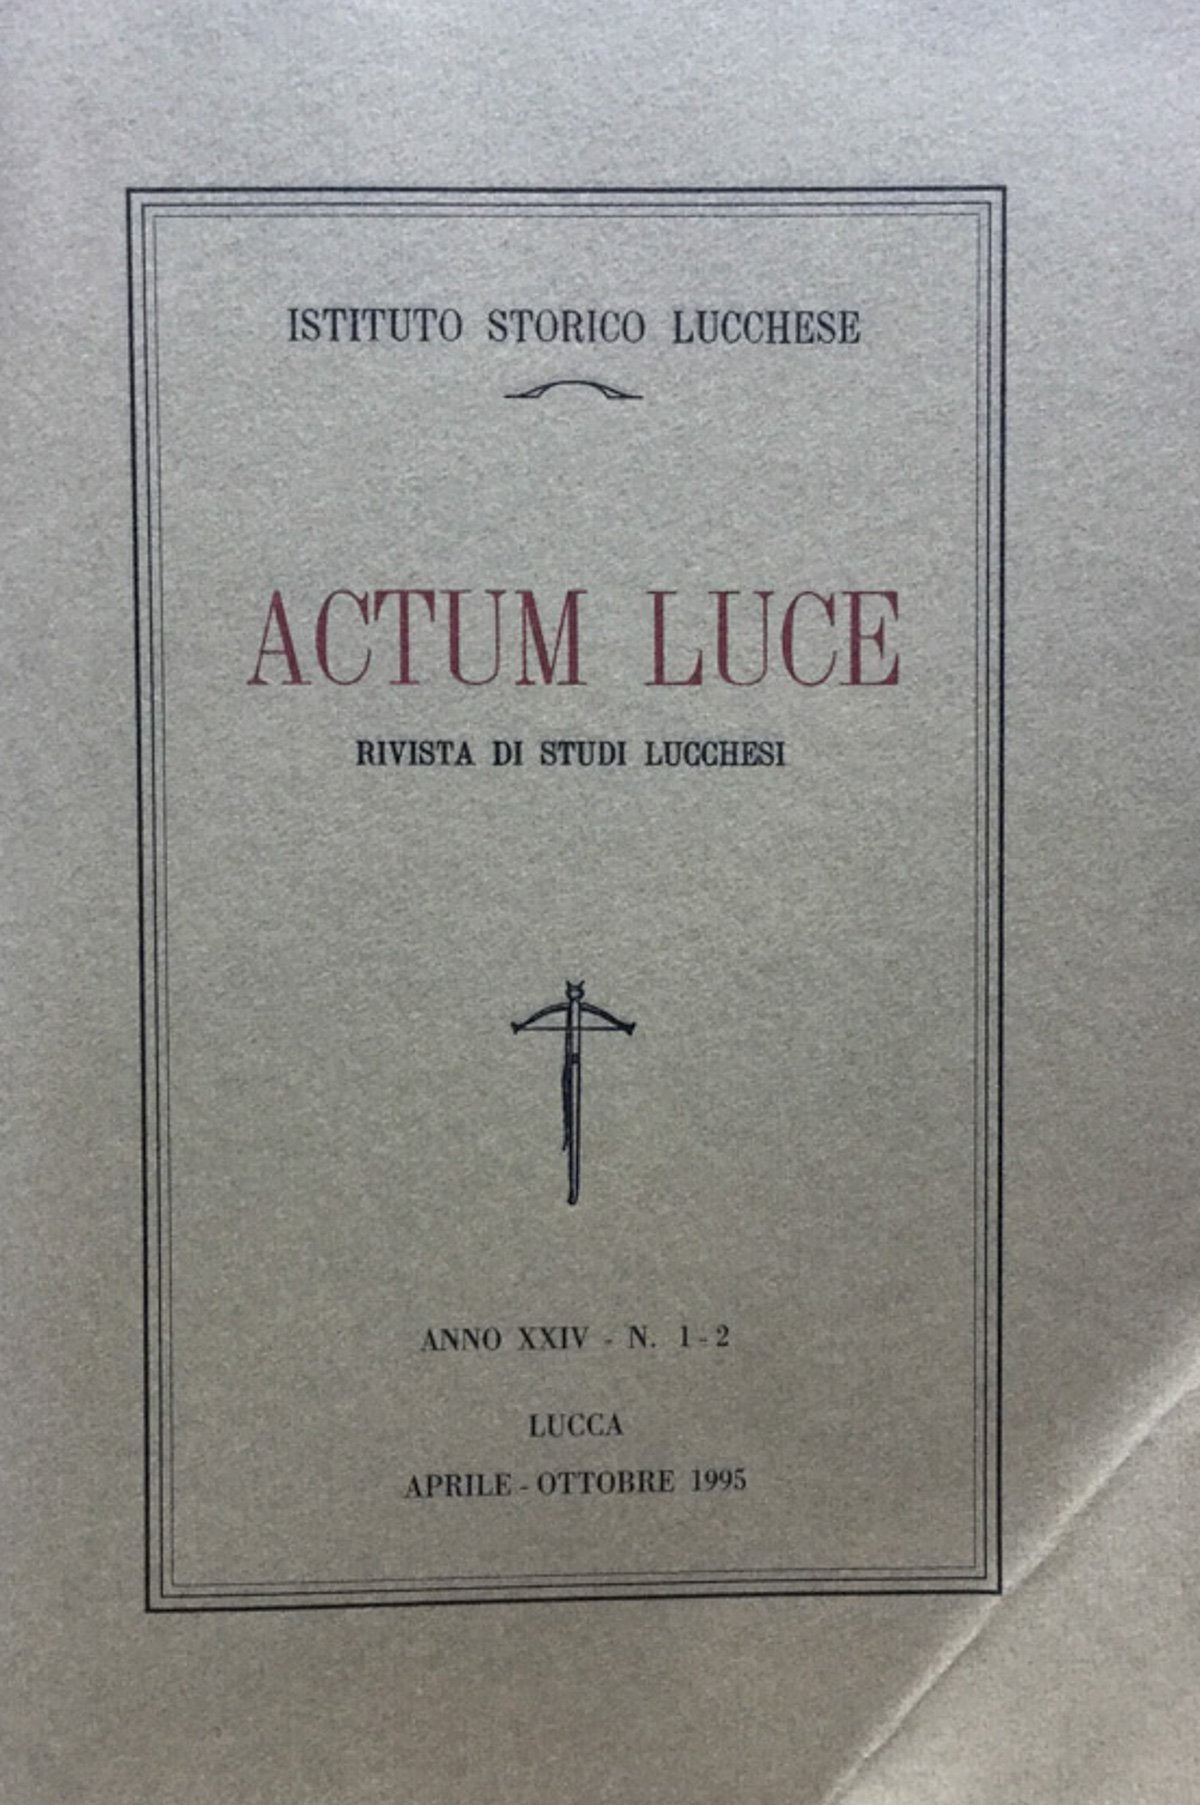 ISTITUTO STORICO LUCCHESE
ACTUM LUCE
RIVISTA DI STUDI LUCCHESI
ANNO XXIV - N. 1-2
LUCCA
APRILE - OTTOBRE 1995